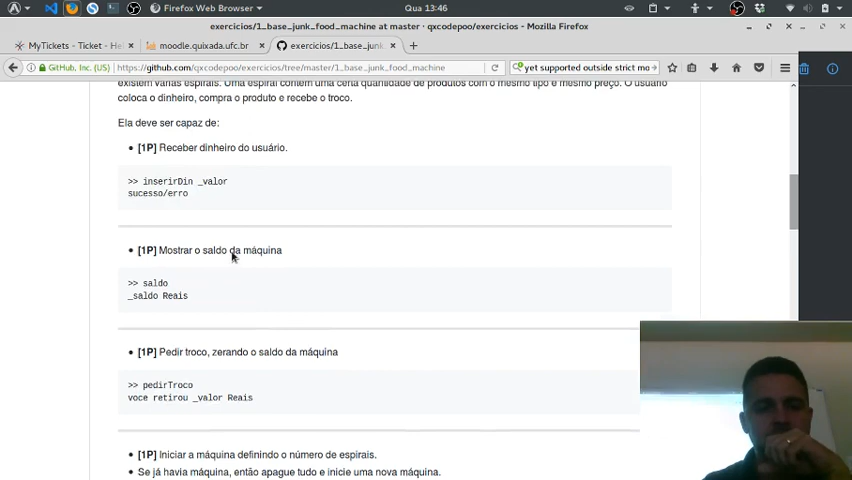 Firefox Web Browser
Qua 13:46
exercicios/1_base_junk_food_machine at master · qxcodepoo/exercicios - Mozilla Firefox
MyTickets - Ticket - Hel
moodle.quixada.ufc.br
exercicios/1_base_junk_fo
GitHub, Inc. (US)
https://github.com/qxcodepoo/exercicios/tree/master/1_base_junk_food_machine
yet supported outside strict mo
existem várias espirais. Uma espiral contem uma certa quantidade de produtos com o mesmo tipo e mesmo preço. O usuário
coloca o dinheiro, compra o produto e recebe o troco.
Ela deve ser capaz de:
• [1P] Receber dinheiro do usuário.
>> inserirDin _valor
sucesso/erro
• [1P] Mostrar o saldo da máquina
>> saldo
_saldo Reais
• [1P] Pedir troco, zerando o saldo da máquina
>> pedirTroco
voce retirou _valor Reais
• [1P] Iniciar a máquina definindo o número de espirais.
• Se já havia máquina, então apague tudo e inicie uma nova máquina.